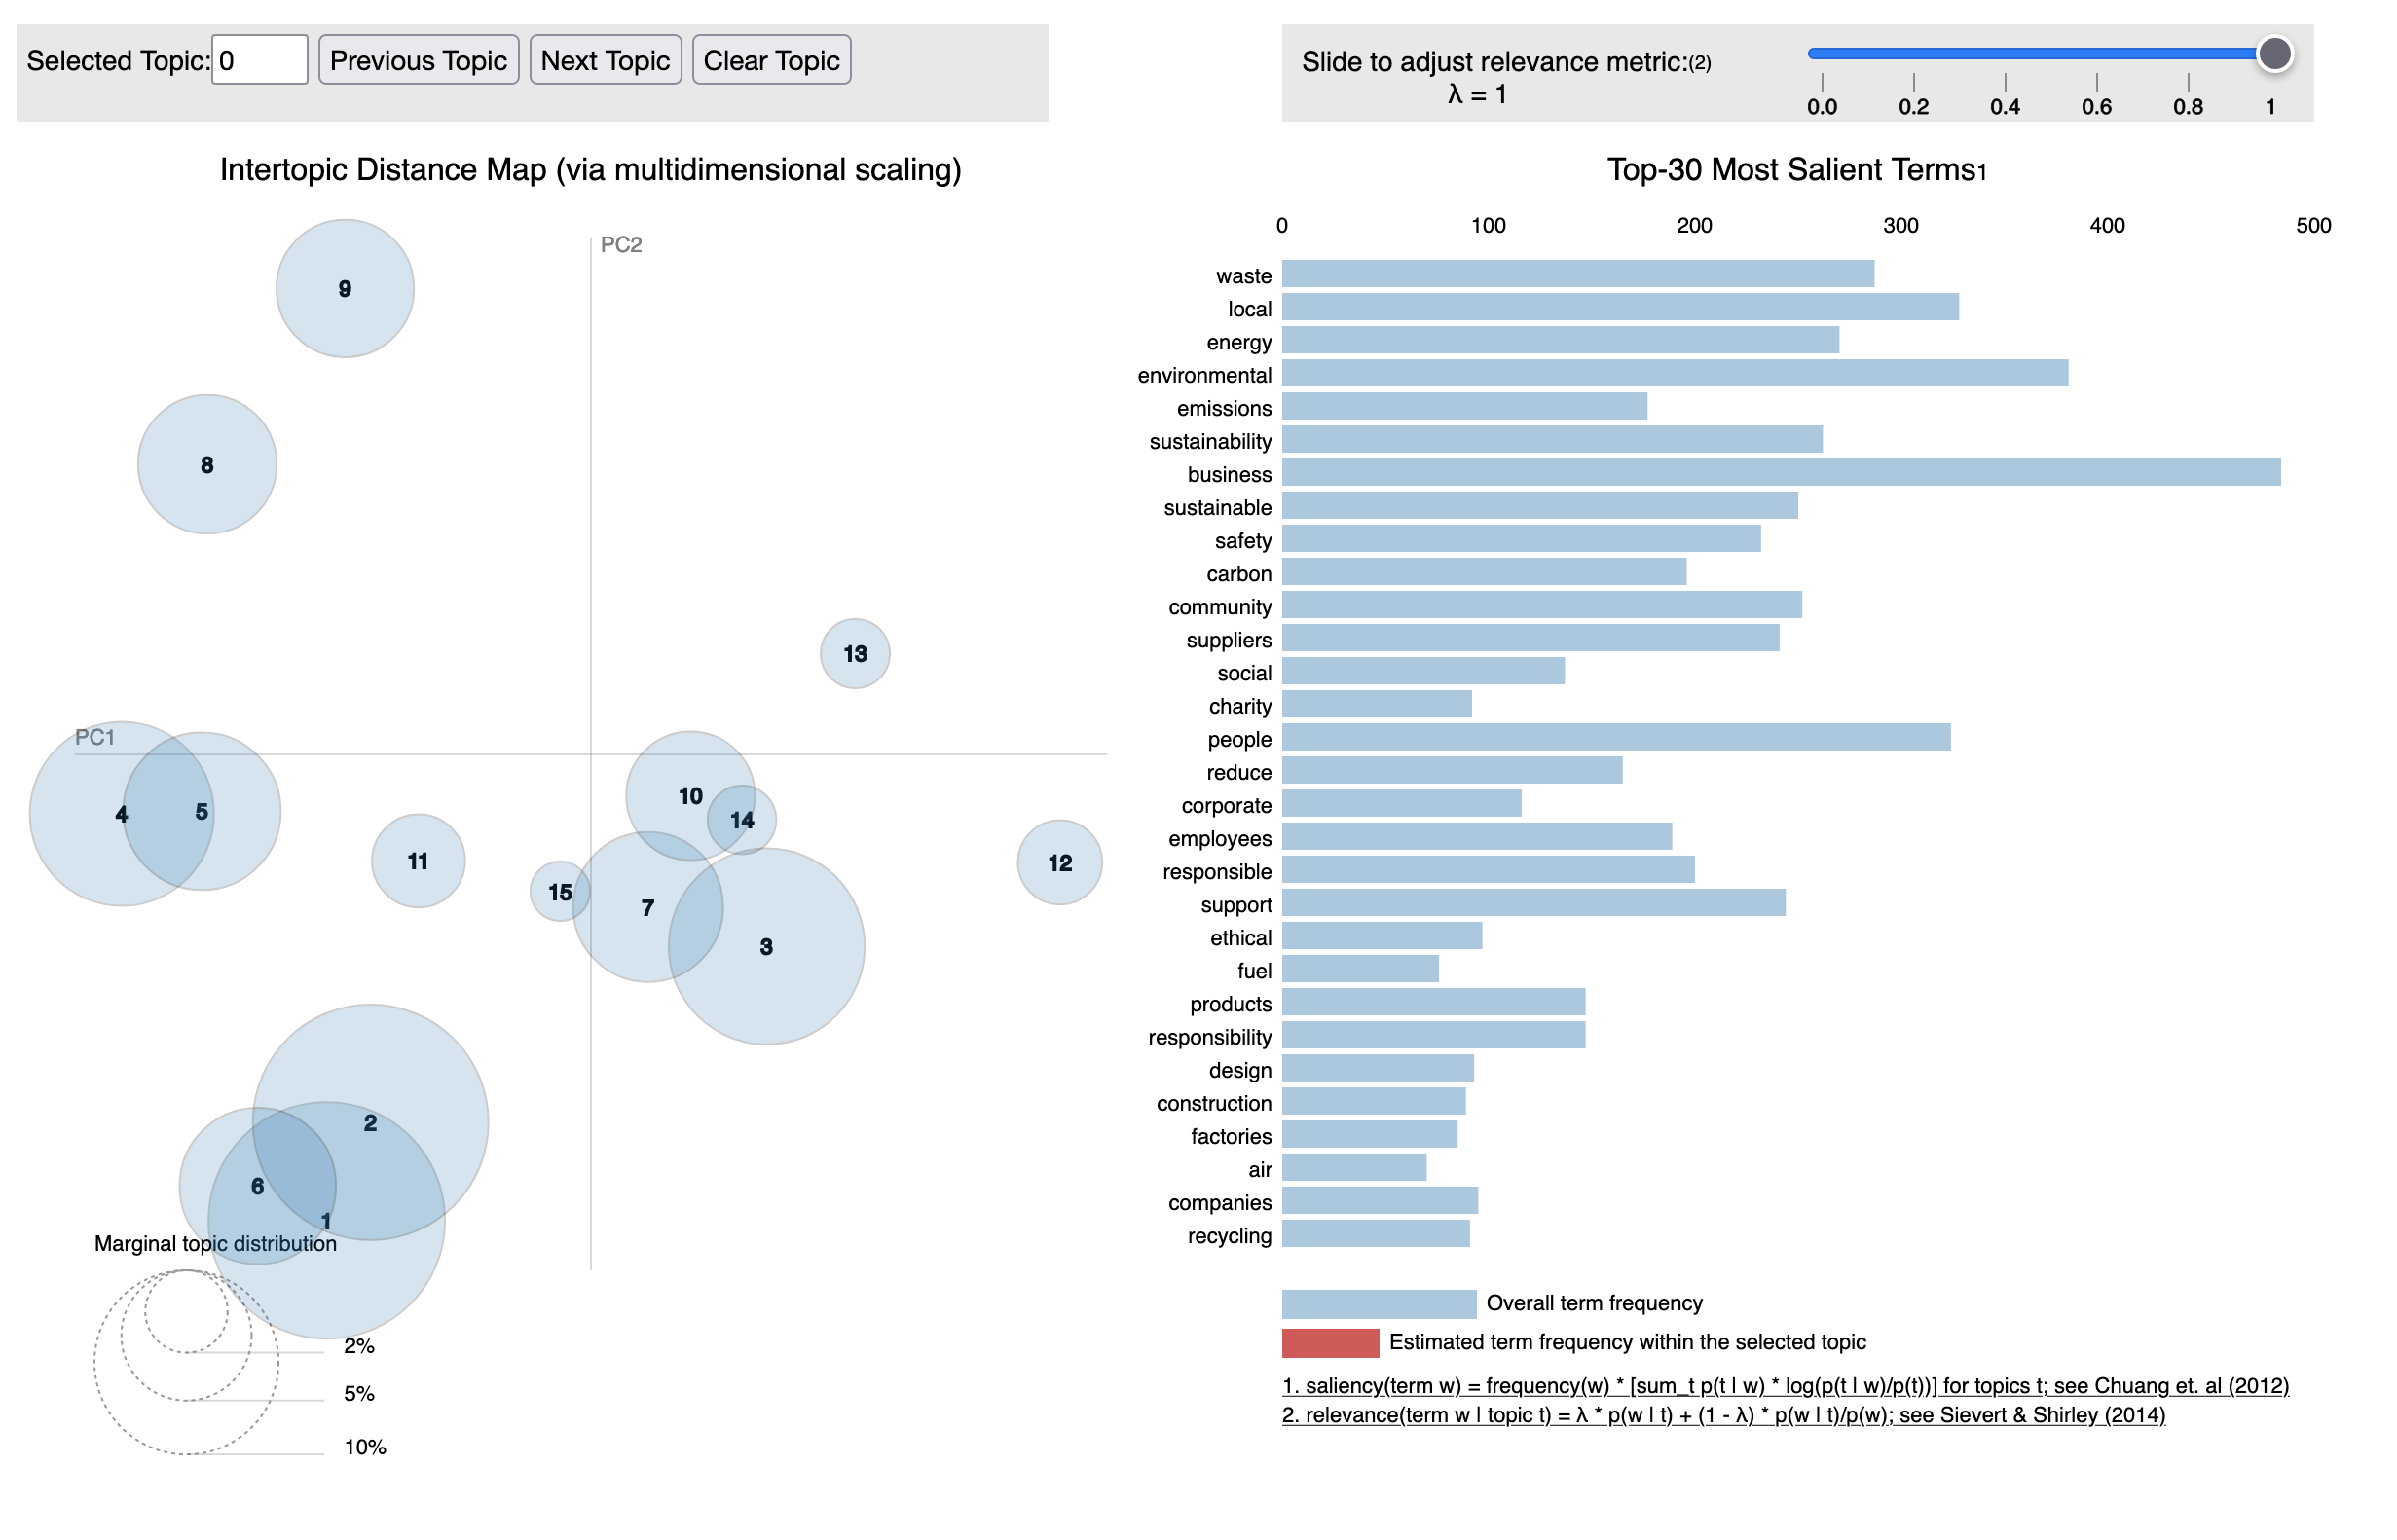 Selected Topic: 0 Previous Topic Next Topic Clear Topic
Slide to adjust relevance metric:(2)
λ = 1
0.0 0.2 0.4 0.6 0.8 1
Intertopic Distance Map (via multidimensional scaling)
PC2
PC1
9
8
13
4
5
10
14
11
12
15
7
3
2
6
1
Marginal topic distribution
2%
5%
10%
Top-30 Most Salient Terms1
0 100 200 300 400 500
waste
local
energy
environmental
emissions
sustainability
business
sustainable
safety
carbon
community
suppliers
social
charity
people
reduce
corporate
employees
responsible
support
ethical
fuel
products
responsibility
design
construction
factories
air
companies
recycling
Overall term frequency
Estimated term frequency within the selected topic
1. saliency(term w) = frequency(w) * [sum_t p(t | w) * log(p(t | w)/p(t))] for topics t; see Chuang et. al (2012)
2. relevance(term w | topic t) = λ * p(w | t) + (1 - λ) * p(w | t)/p(w); see Sievert & Shirley (2014)